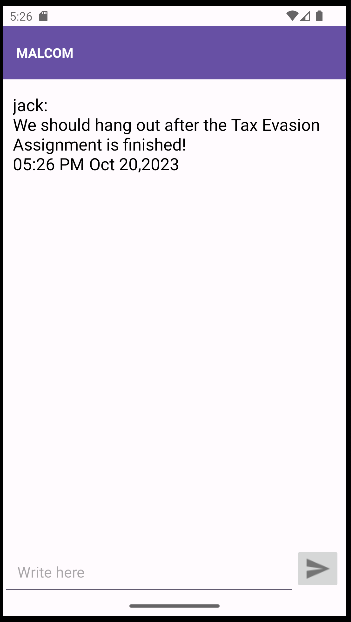 5:26
MALCOM
jack:
We should hang out after the Tax Evasion
Assignment is finished!
05:26 PM Oct 20,2023
Write here